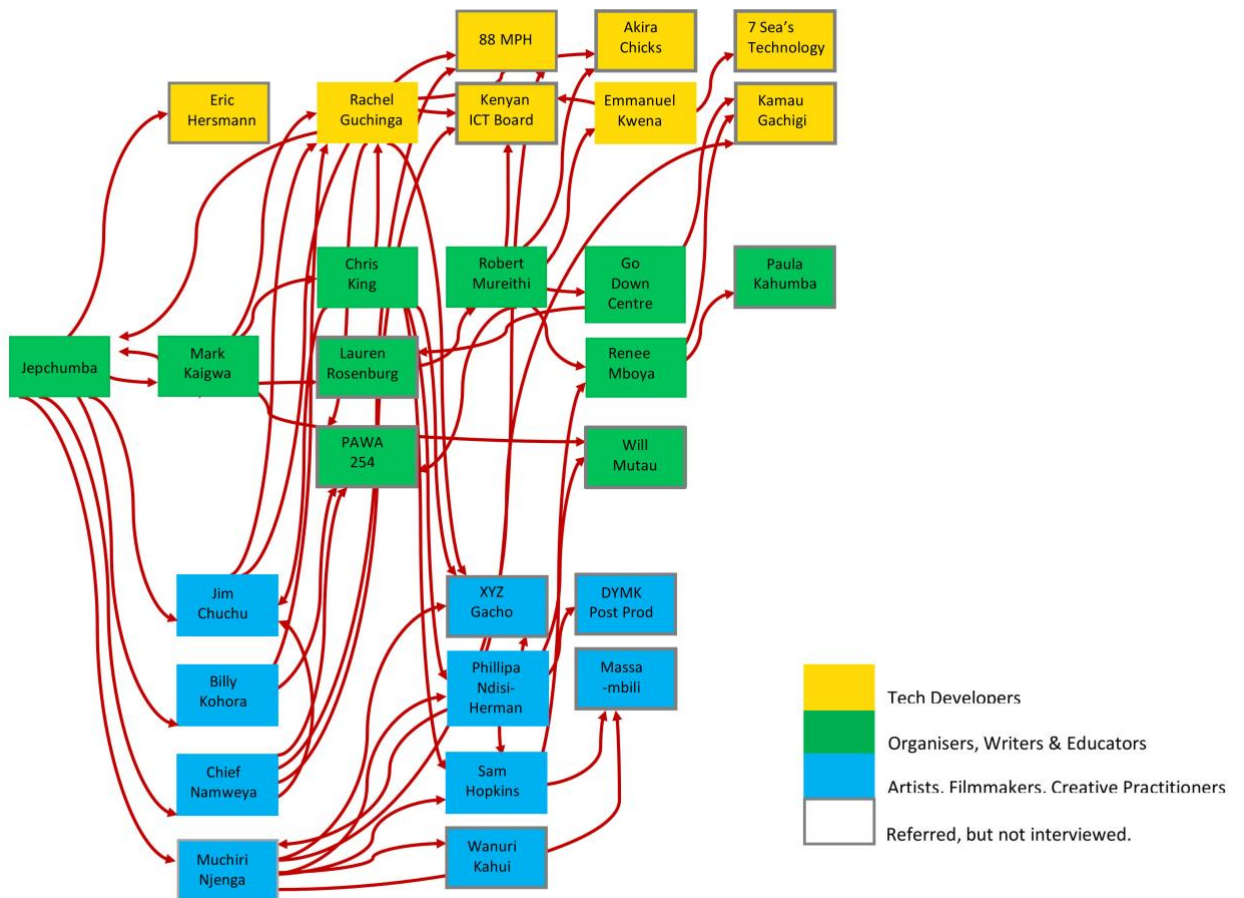 88 MPH
Akira
Chicks
7 Sea's
Technology
Eric
Hersmann
Rachel
Guchinga
Kenyan
ICT Board
Emmanuel
Kwena
Kamau
Gachigi
Chris
King
Robert
Mureithi
Go
Down
Centre
Paula
Kahumba
Jepchumba
Mark
Kaigwa
Lauren
Rosenburg
Renee
Mboya
PAWA
254
Will
Mutau
Jim
Chuchu
XYZ
Gacho
DYMK
Post Prod
Billy
Kohora
Phillipa
Ndisi-
Herman
Massa
-mbili
Chief
Namweya
Sam
Hopkins
Muchiri
Njenga
Wanuri
Kahui
Tech Developers
Organisers, Writers & Educators
Artists. Filmmakers. Creative Practitioners
Referred, but not interviewed.